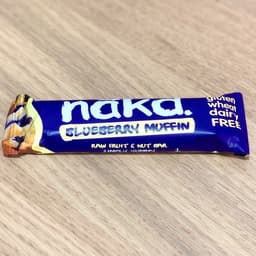 nakd.
BLUEBERRY MUFFIN
RAW FRUIT & NUT BAR
gluten
wheat
dairy
FREE